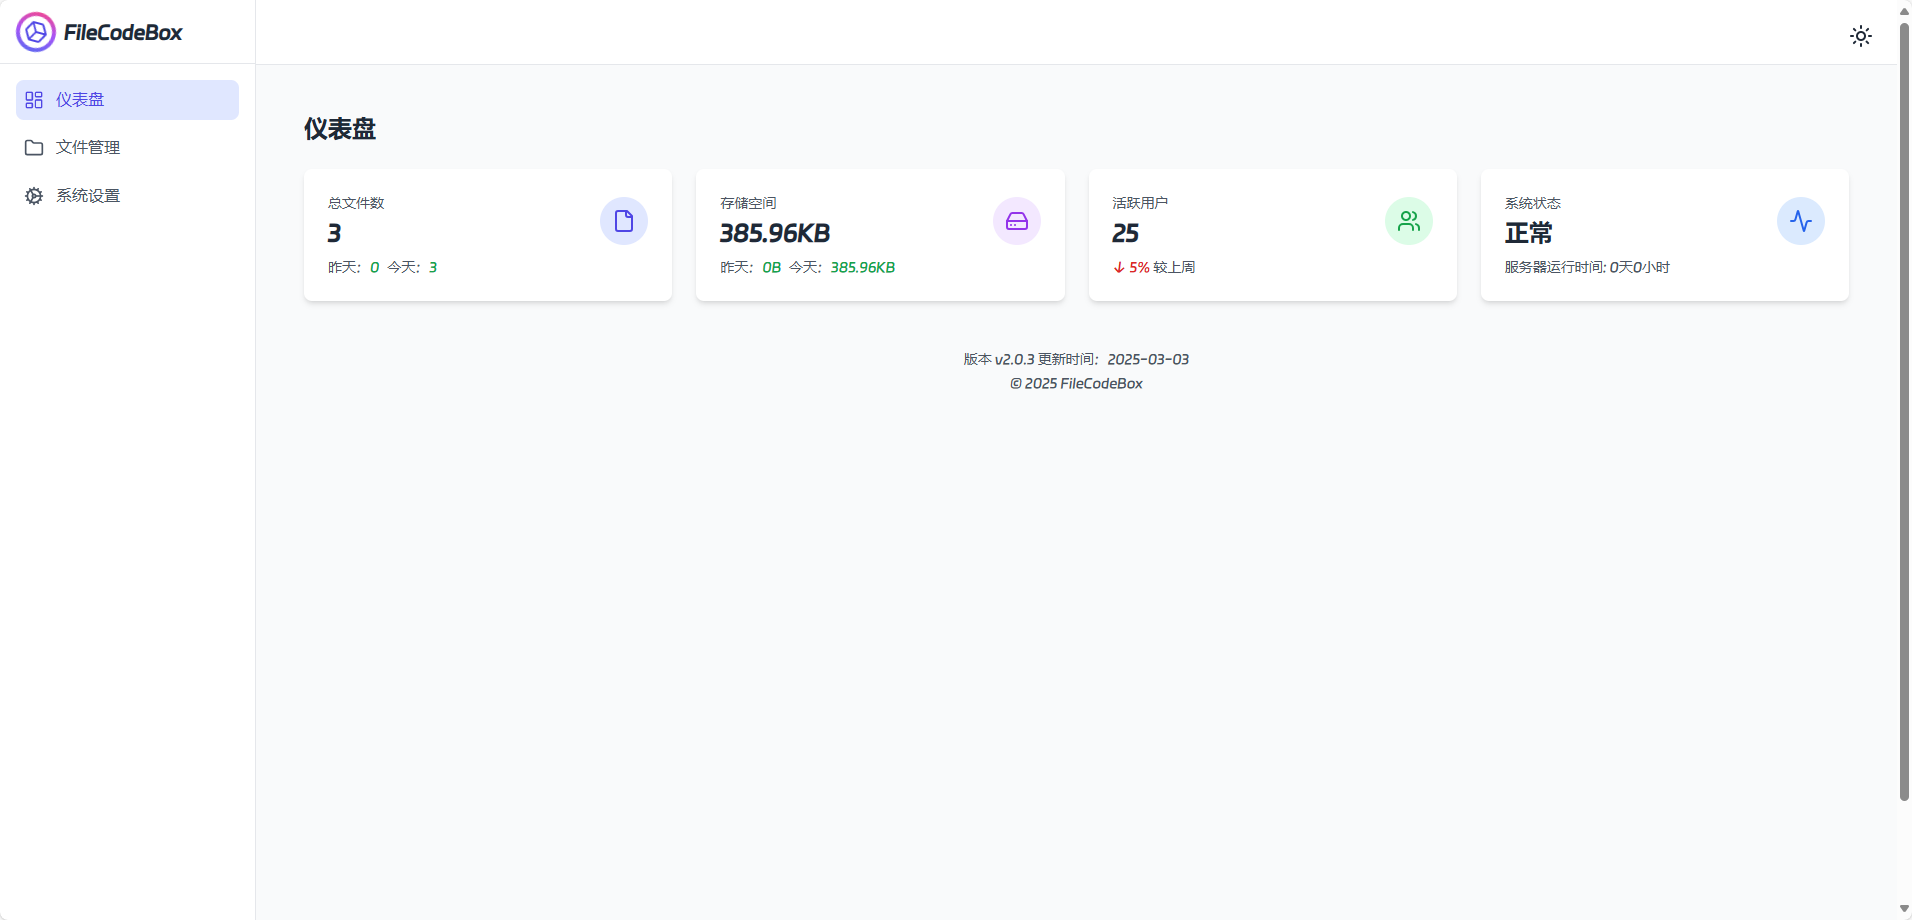 FileCodeBox
仪表盘
文件管理
系统设置
仪表盘
总文件数
3
昨天：0 今天：3
存储空间
385.96KB
昨天：0B 今天：385.96KB
活跃用户
25
↓ 5% 较上周
系统状态
正常
服务器运行时间: 0天0小时
版本 v2.0.3 更新时间：2025-03-03
© 2025 FileCodeBox